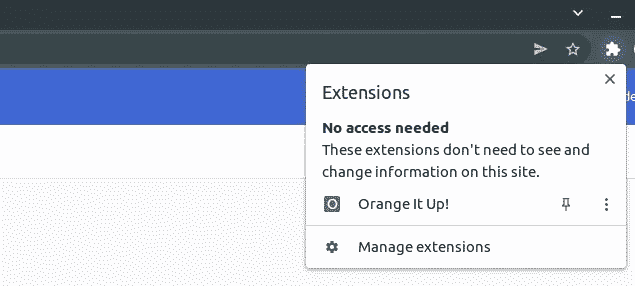 Extensions
No access needed
These extensions don't need to see and
change information on this site.
Orange It Up!
Manage extensions